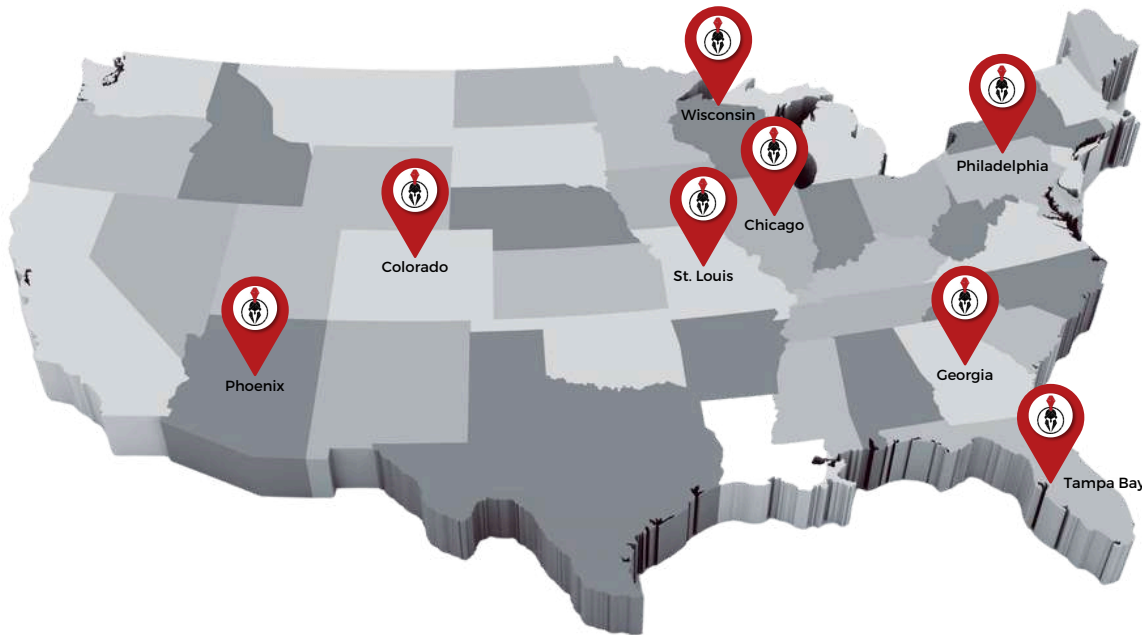 Wisconsin
Philadelphia
Chicago
Colorado
St. Louis
Georgia
Phoenix
Tampa Bay